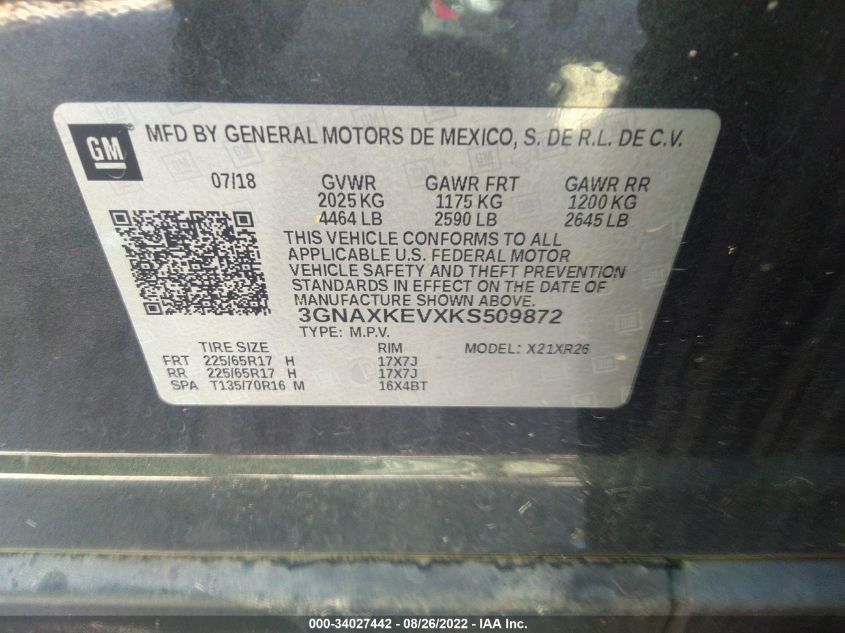 GM
MFD BY GENERAL MOTORS DE MEXICO, S. DE R.L. DE C.V.
07/18 GVWR GAWR FRT GAWR RR
2025 KG 1175 KG 1200 KG
4464 LB 2590 LB 2645 LB
THIS VEHICLE CONFORMS TO ALL
APPLICABLE U.S. FEDERAL MOTOR
VEHICLE SAFETY AND THEFT PREVENTION
STANDARDS IN EFFECT ON THE DATE OF
MANUFACTURE SHOWN ABOVE.
3GNAXKEVXKS509872
TYPE: M.P.V.
TIRE SIZE RIM MODEL: X21XR26
FRT 225/65R17 H 17X7J
RR 225/65R17 H 17X7J
SPA T135/70R16 M 16X4BT
000-34027442 - 08/26/2022 - IAA Inc.